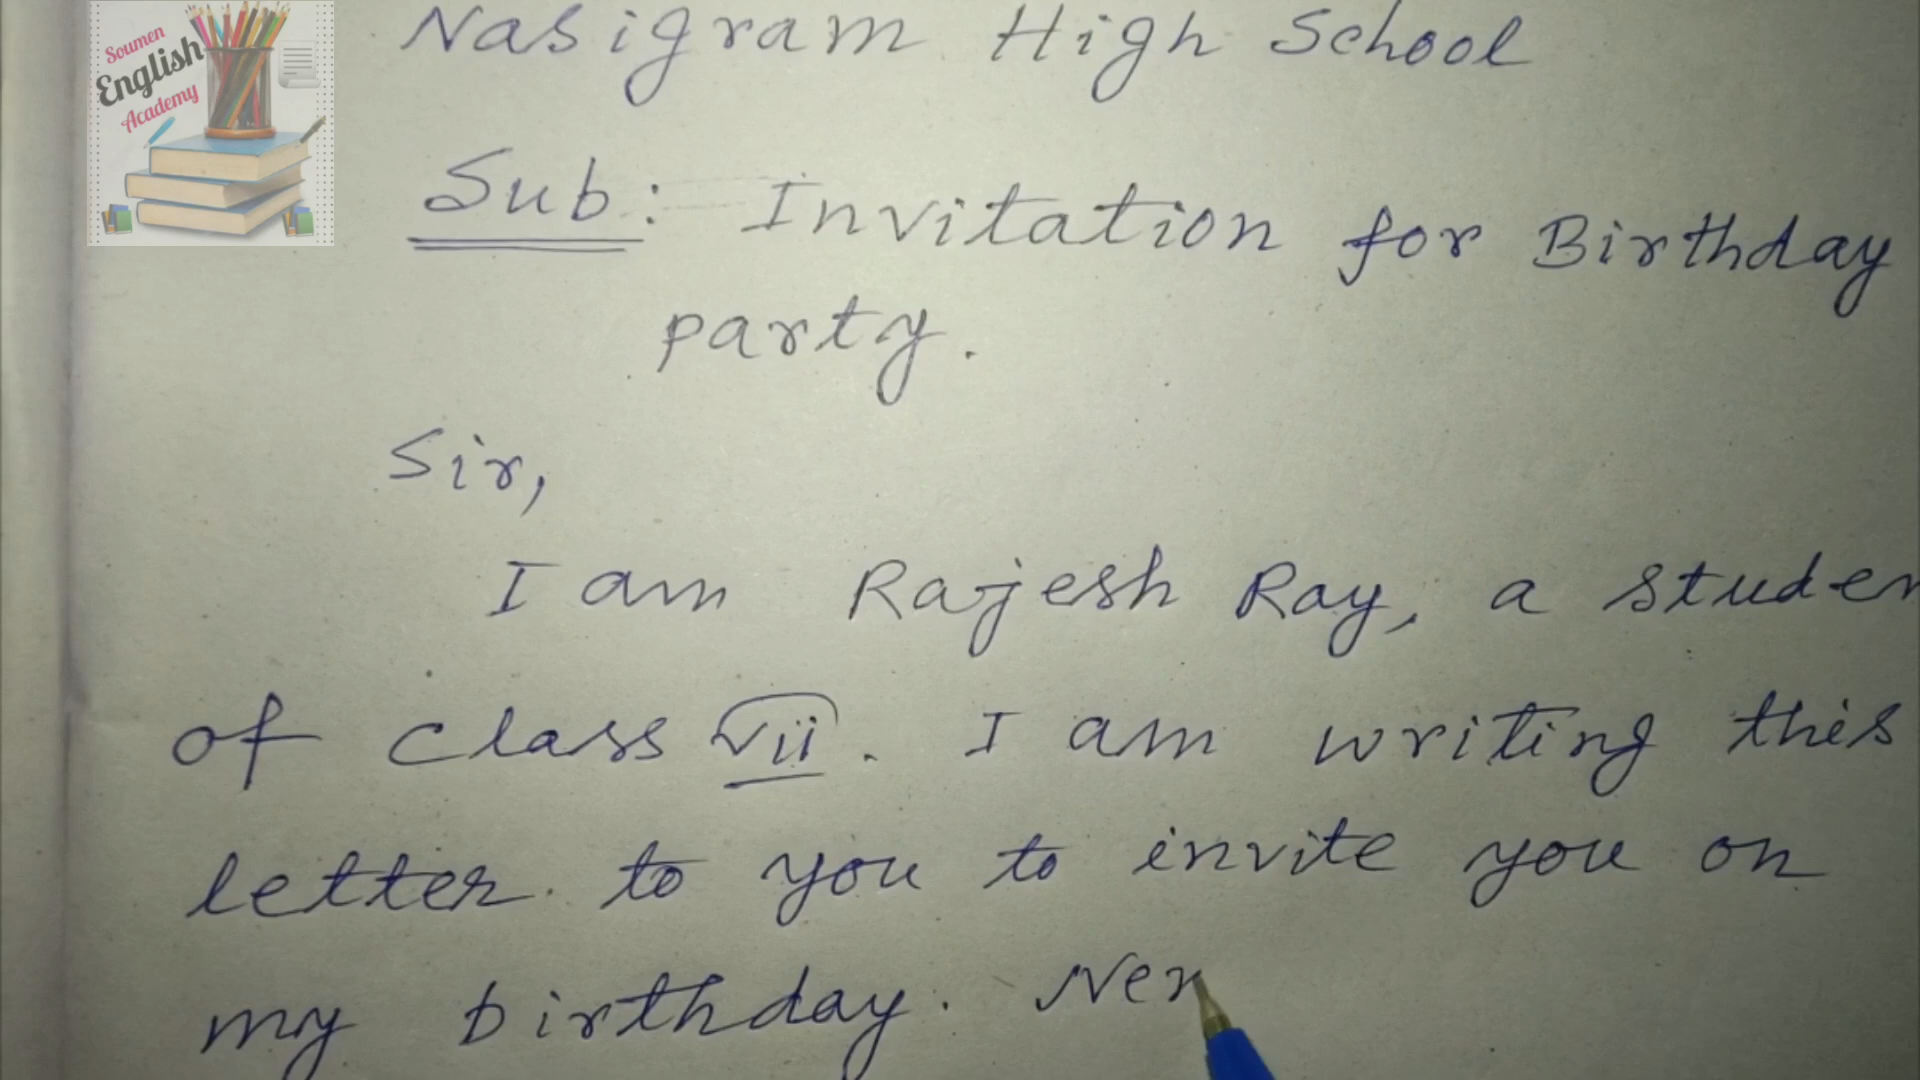 Soumen
English
Academy
Nasigram High School
Sub: Invitation for Birthday
party.
Sir,
I am Rajesh Ray, a studen
of class vii. I am writing this
letter to you to invite you on
my birthday. Nex